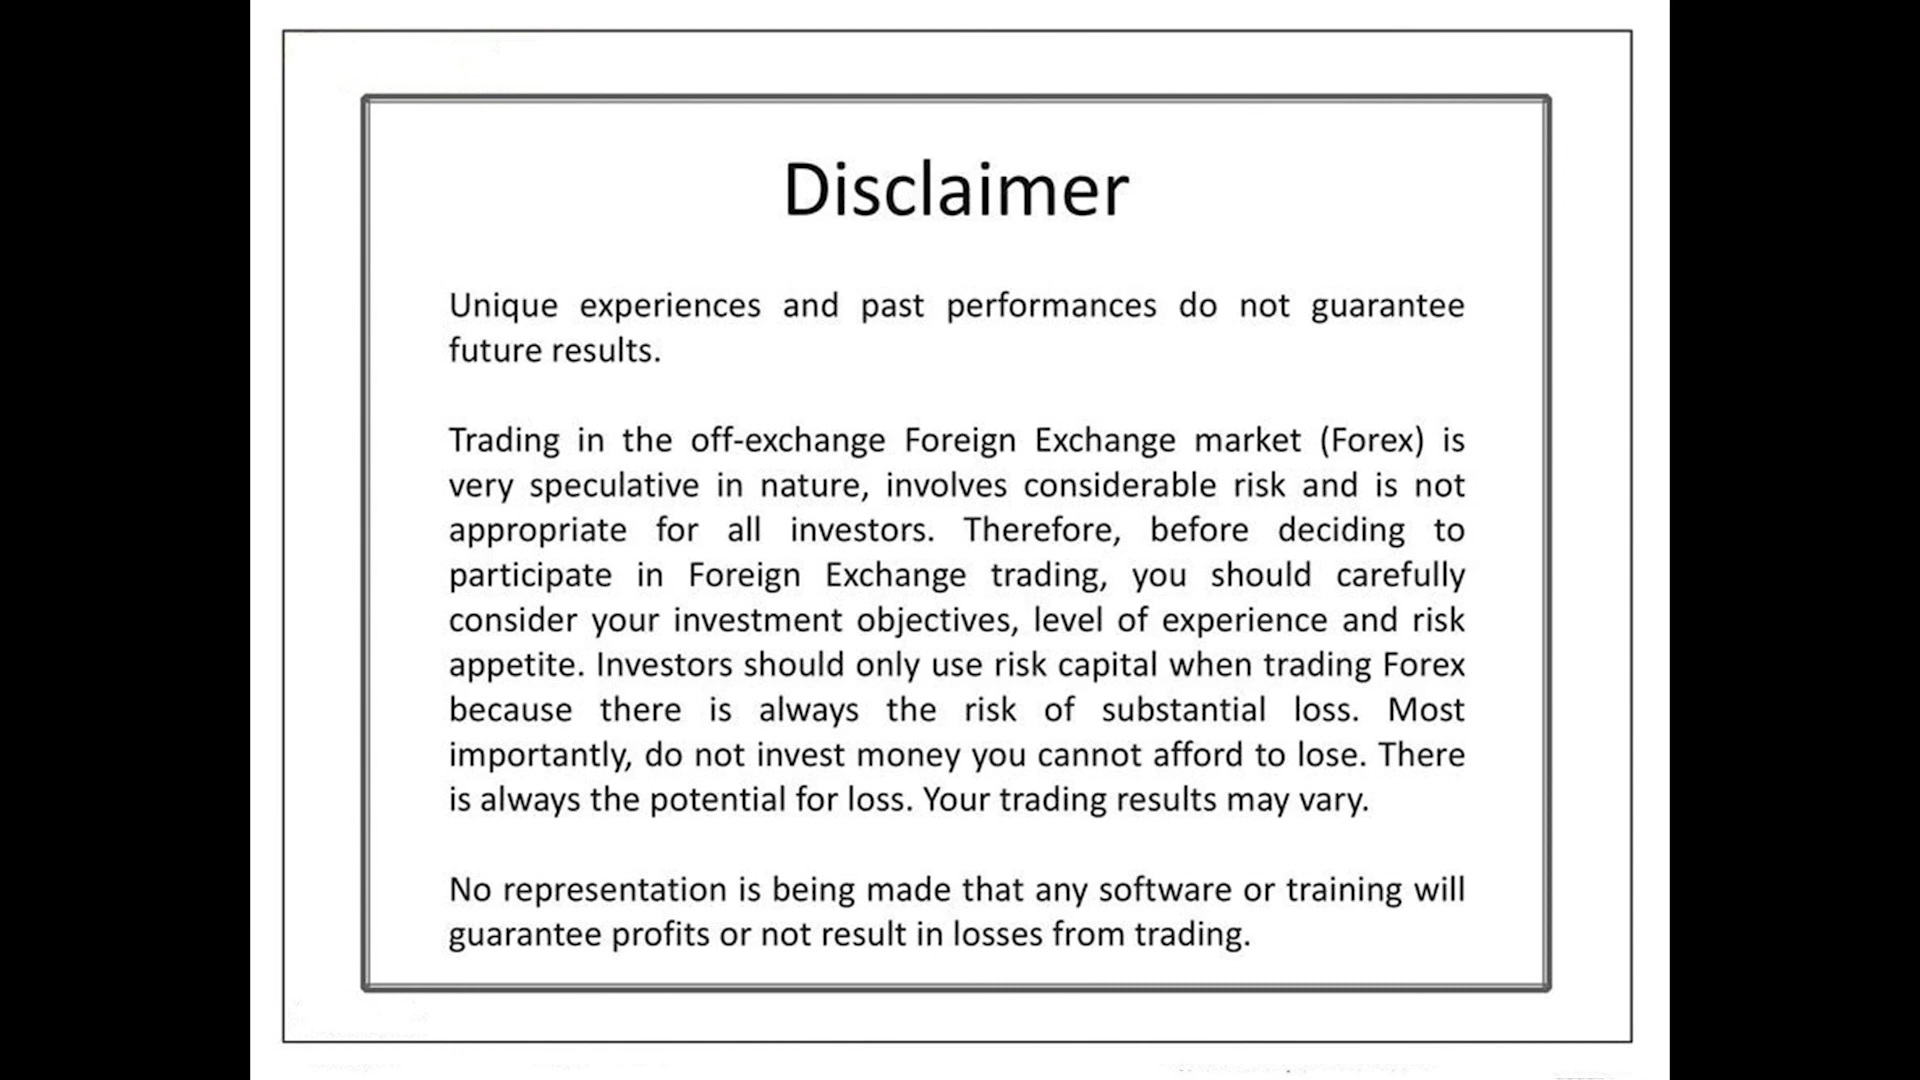 Disclaimer
Unique experiences and past performances do not guarantee
future results.
Trading in the off-exchange Foreign Exchange market (Forex) is
very speculative in nature, involves considerable risk and is not
appropriate for all investors. Therefore, before deciding to
participate in Foreign Exchange trading, you should carefully
consider your investment objectives, level of experience and risk
appetite. Investors should only use risk capital when trading Forex
because there is always the risk of substantial loss. Most
importantly, do not invest money you cannot afford to lose. There
is always the potential for loss. Your trading results may vary.
No representation is being made that any software or training will
guarantee profits or not result in losses from trading.